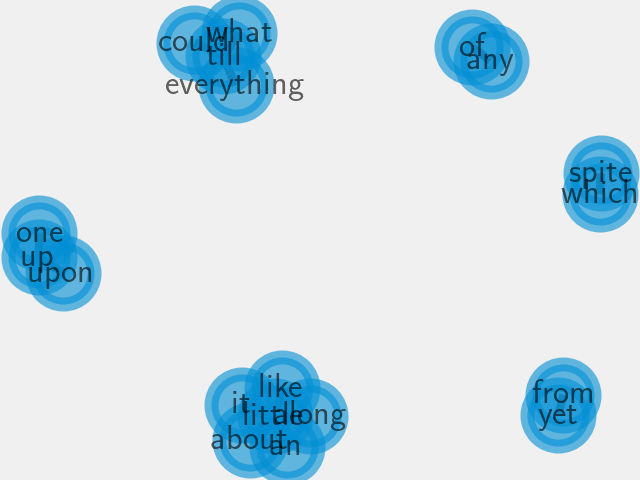 what
could
till
everything
of
any
spite
which
one
up
upon
like
it
little
along
about
an
from
yet